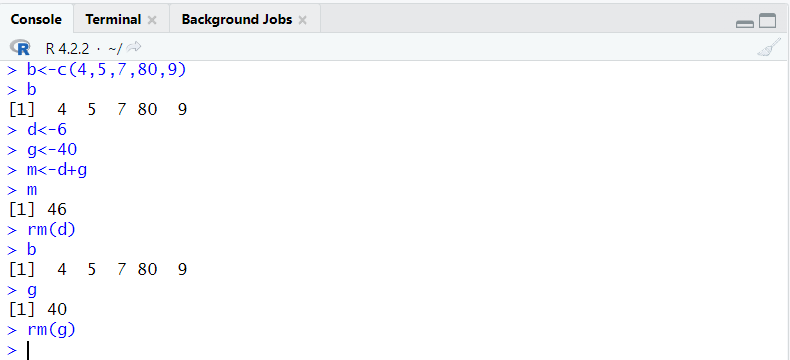 Console Terminal Background Jobs
R R 4.2.2 · ~/
> b<-c(4,5,7,80,9)
> b
[1]  4  5  7 80  9
> d<-6
> g<-40
> m<-d+g
> m
[1] 46
> rm(d)
> b
[1]  4  5  7 80  9
> g
[1] 40
> rm(g)
>